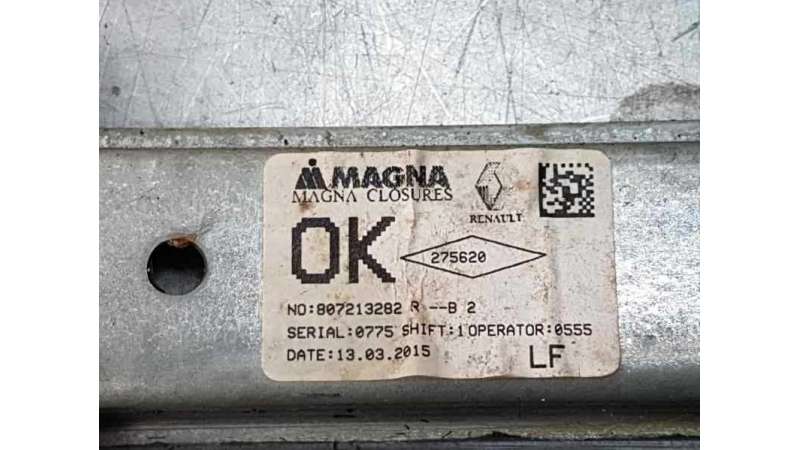 MAGNA
MAGNA CLOSURES
RENAULT
OK
275620
NO:807213282 R --B 2
SERIAL:0775 SHIFT:1 OPERATOR:0555
DATE:13.03.2015
LF